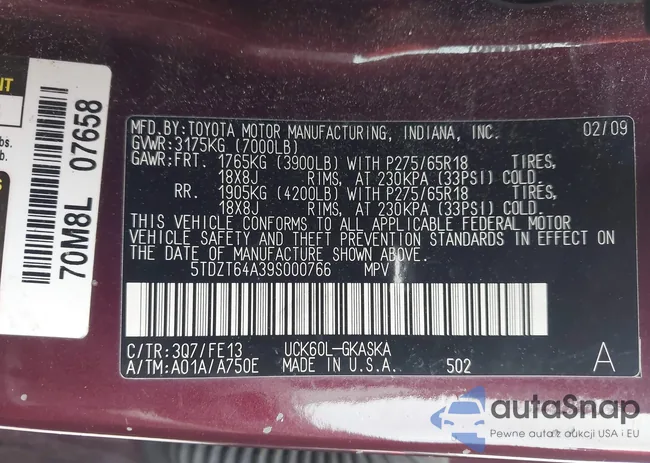 NT
bs.
b.
70M8L 07658
MFD.BY:TOYOTA MOTOR MANUFACTURING, INDIANA, INC. 02/09
GVWR:3175KG (7000LB)
GAWR:FRT. 1765KG (3900LB) WITH P275/65R18 TIRES,
18X8J RIMS, AT 230KPA (33PSI) COLD.
RR. 1905KG (4200LB) WITH P275/65R18 TIRES,
18X8J RIMS, AT 230KPA (33PSI) COLD.
THIS VEHICLE CONFORMS TO ALL APPLICABLE FEDERAL MOTOR
VEHICLE SAFETY AND THEFT PREVENTION STANDARDS IN EFFECT ON
THE DATE OF MANUFACTURE SHOWN ABOVE.
5TDZT64A39S000766 MPV
C/TR:3Q7/FE13 UCK60L-GKASKA
A/TM:A01A/A750E MADE IN U.S.A. 502 A
autaSnap
Pewne auta z aukcji USA i EU